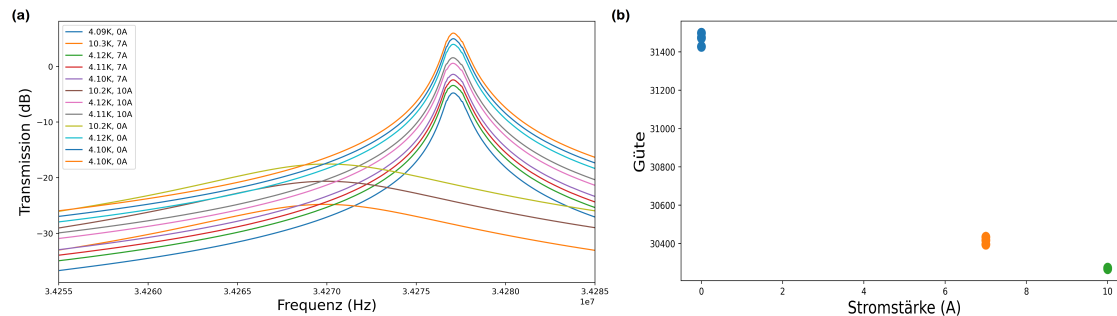 (a)
4.09K, 0A
10.3K, 7A
4.12K, 7A
4.11K, 7A
4.10K, 7A
10.2K, 10A
4.12K, 10A
4.11K, 10A
10.2K, 0A
4.12K, 0A
4.10K, 0A
4.10K, 0A
Transmission (dB)
0
−10
−20
−30
3.4255
3.4260
3.4265
3.4270
3.4275
3.4280
3.4285
1e7
Frequenz (Hz)
(b)
Güte
31400
31200
31000
30800
30600
30400
0
2
4
6
8
10
Stromstärke (A)